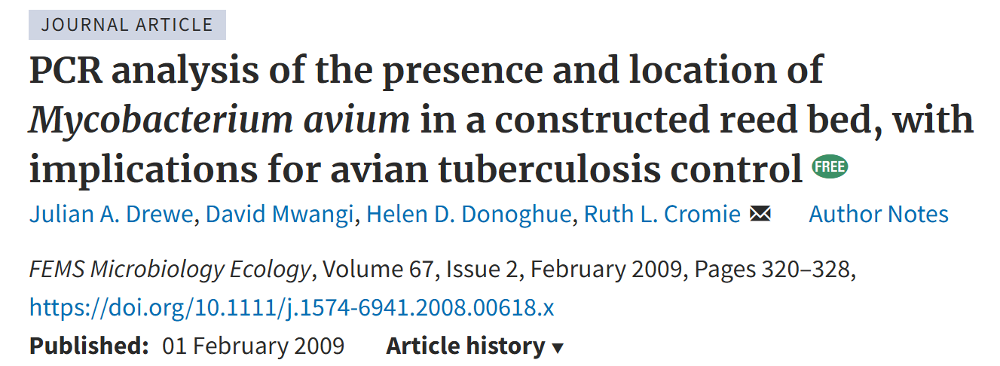 JOURNAL ARTICLE
PCR analysis of the presence and location of
Mycobacterium avium in a constructed reed bed, with
implications for avian tuberculosis control FREE
Julian A. Drewe, David Mwangi, Helen D. Donoghue, Ruth L. Cromie Author Notes
FEMS Microbiology Ecology, Volume 67, Issue 2, February 2009, Pages 320–328,
https://doi.org/10.1111/j.1574-6941.2008.00618.x
Published: 01 February 2009 Article history ▼